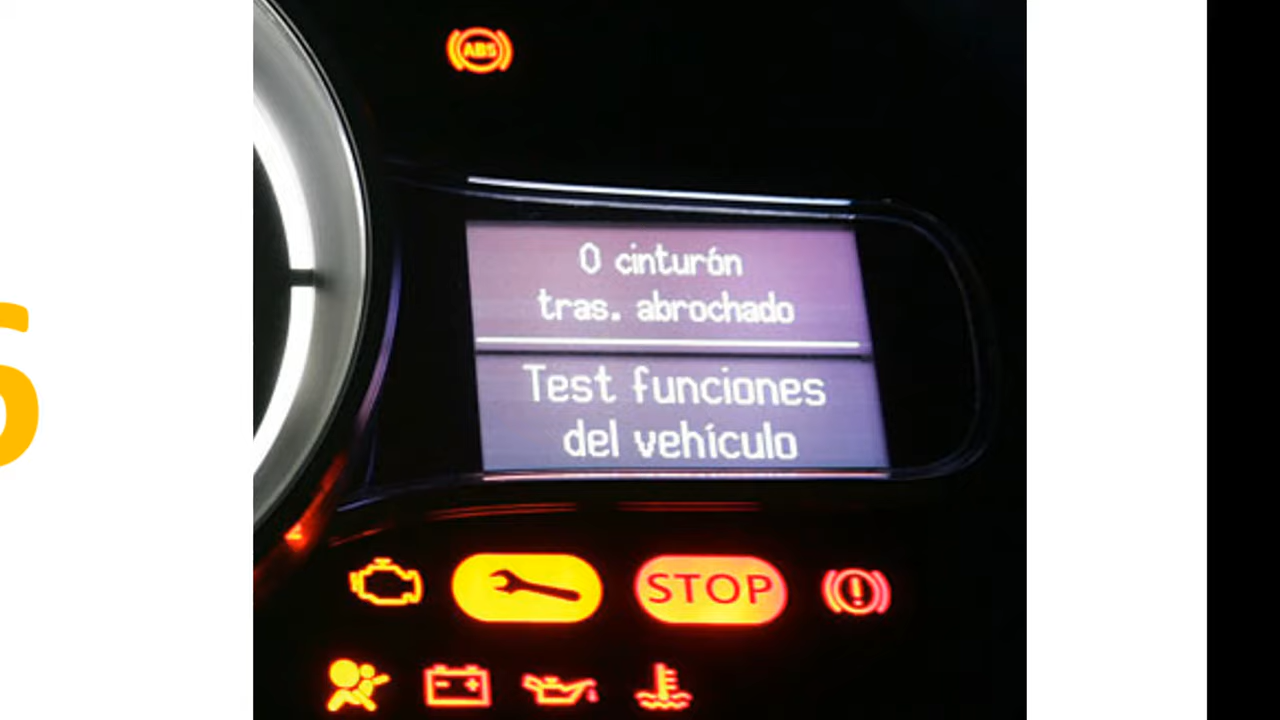 ABS
0 cinturón
tras. abrochado
Test funciones
del vehículo
STOP